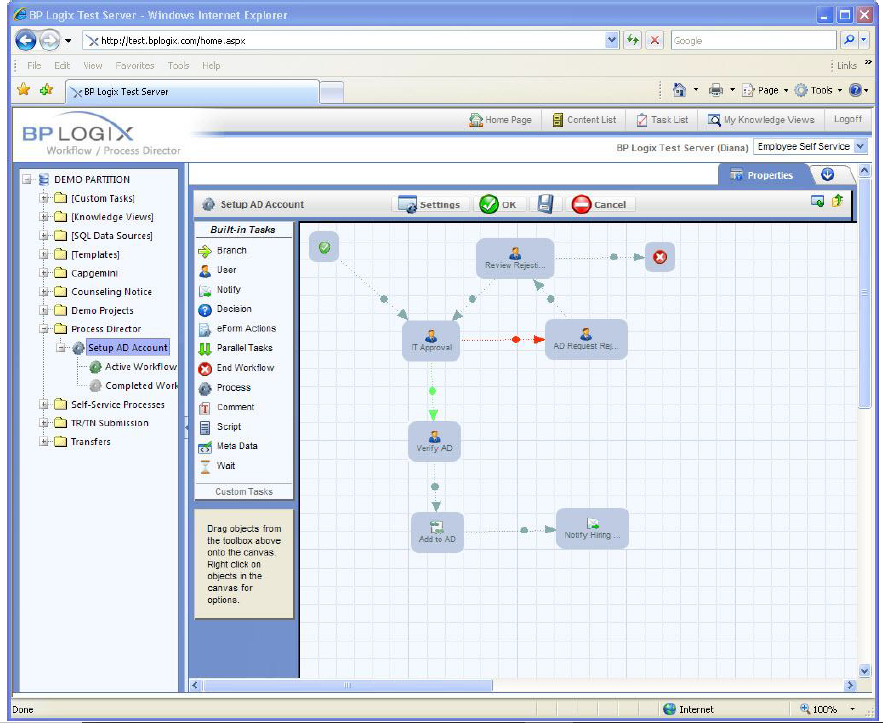 BP Logix Test Server - Windows Internet Explorer
http://test.bplogix.com/home.aspx
Google
File Edit View Favorites Tools Help
Links »
BP Logix Test Server
Page Tools
BP LOGIX
Workflow / Process Director
Home Page Content List Task List My Knowledge Views Logoff
BP Logix Test Server (Diana) Employee Self Service
Properties
DEMO PARTITION
[Custom Tasks]
[Knowledge Views]
[SQL Data Sources]
[Templates]
Capgemini
Counseling Notice
Demo Projects
Process Director
Setup AD Account
Active Workflow
Completed Work
Self-Service Processes
TR/TN Submission
Transfers
Setup AD Account Settings OK Cancel
Built-in Tasks
Branch
User
Notify
Decision
eForm Actions
Parallel Tasks
End Workflow
Process
Comment
Script
Meta Data
Wait
Custom Tasks
Drag objects from
the toolbox above
onto the canvas.
Right click on
objects in the
canvas for
options.
Review Rejecti...
IT Approval
AD Request Rej...
Verify AD
Add to AD
Notify Hiring ...
Done Internet 100%